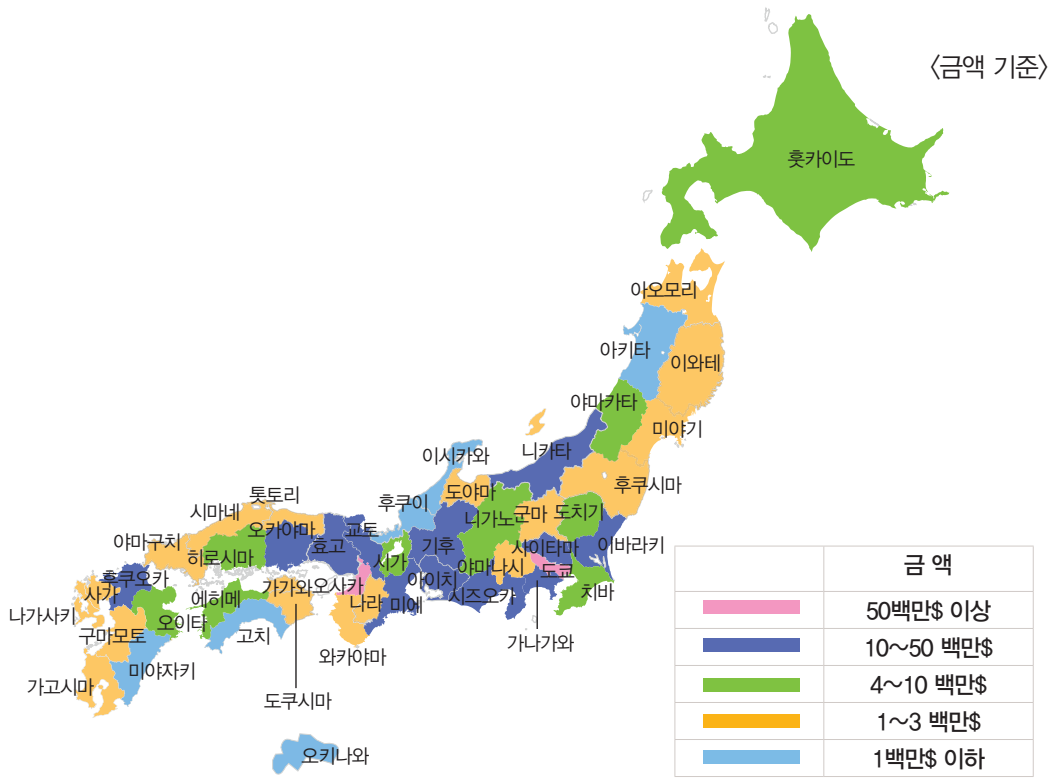 〈금액 기준〉
홋카이도
아오모리
아키타
이와테
야마카타
미야기
니카타
이시카와
후쿠시마
도야마
톳토리
후쿠이
시마네
니가노
군마
도치기
오카야마
교토
야마구치
효고
기후
사이타마
이바라키
히로시마
시가
야마나시
도쿄
후쿠오카
아이치
사가
가가와
오사카
시즈오카
치바
에히메
나라
미에
나가사키
오이타
구마모토
고치
가나가와
와카야마
미야자키
가고시마
도쿠시마
오키나와
금 액
50백만$ 이상
10~50 백만$
4~10 백만$
1~3 백만$
1백만$ 이하